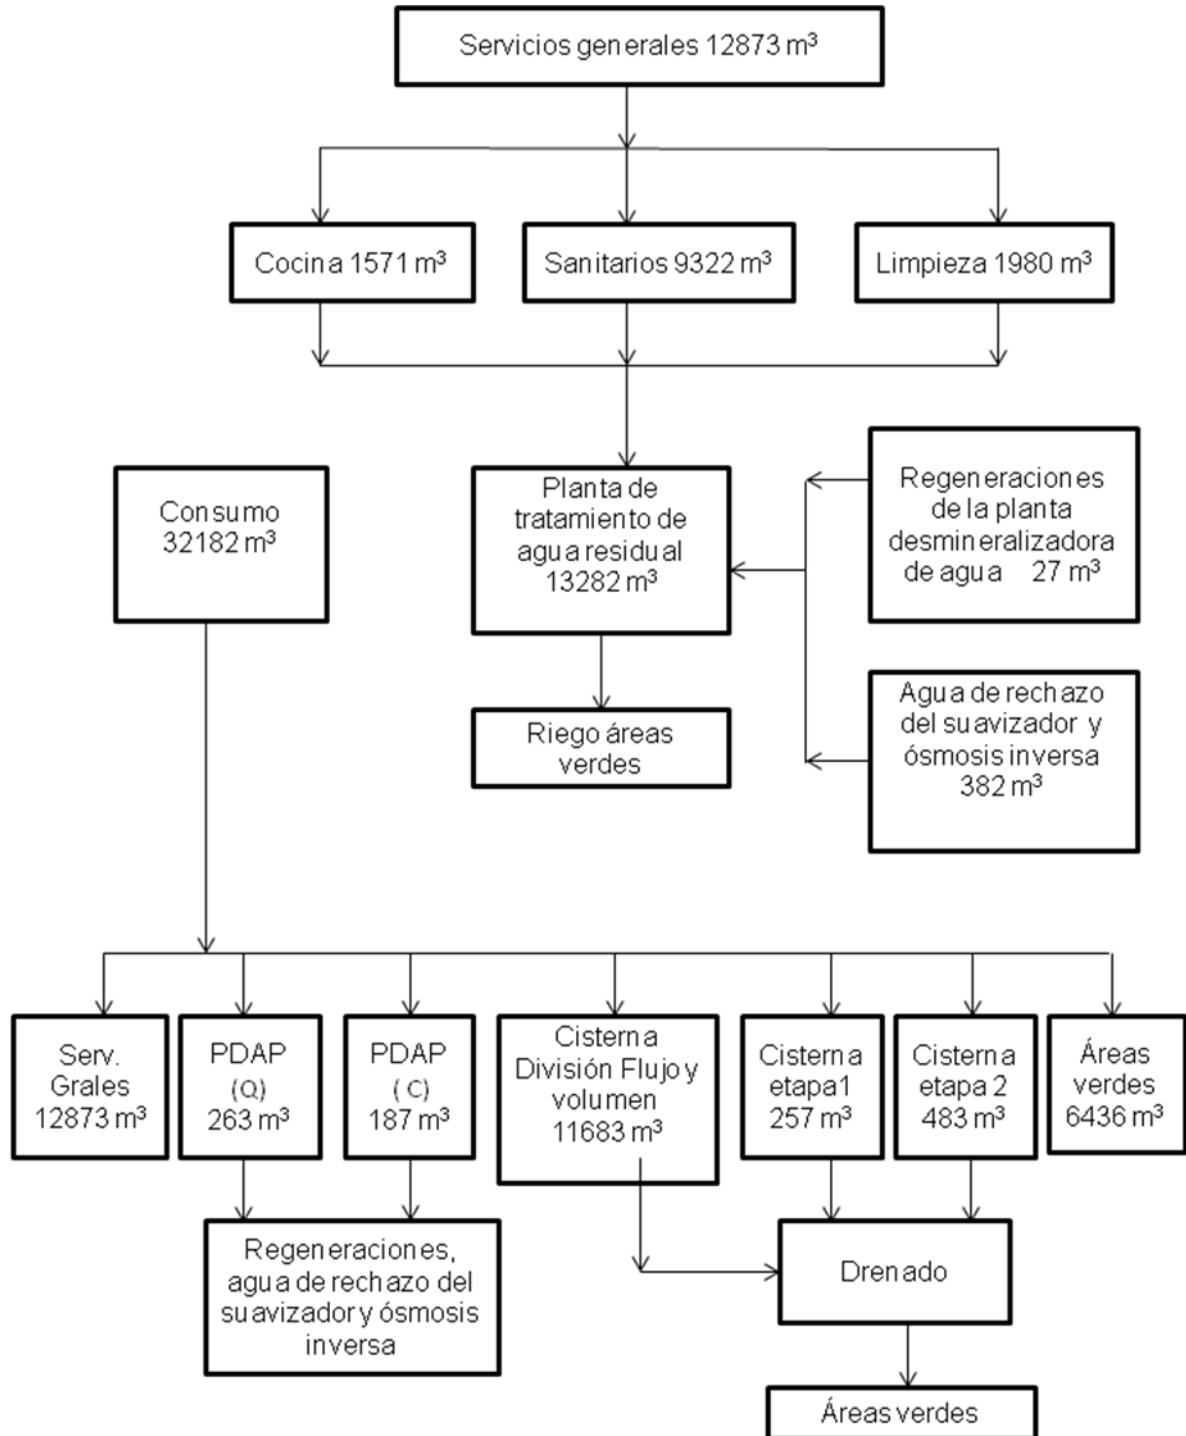 Servicios generales 12873 m³
Cocina 1571 m³
Sanitarios 9322 m³
Limpieza 1980 m³
Consumo
32182 m³
Planta de
tratamiento de
agua residual
13282 m³
Regeneraciones
de la planta
desmineralizadora
de agua 27 m³
Riego áreas
verdes
Agua de rechazo
del suavizador y
ósmosis inversa
382 m³
Serv.
Grales
12873 m³
PDAP
(Q)
263 m³
PDAP
( C)
187 m³
Cisterna
División Flujo y
volumen
11683 m³
Cisterna
etapa1
257 m³
Cisterna
etapa 2
483 m³
Áreas
verdes
6436 m³
Regeneraciones,
agua de rechazo del
suavizador y ósmosis
inversa
Drenado
Áreas verdes